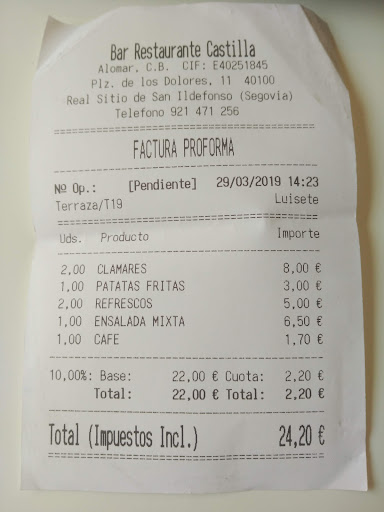 Bar Restaurante Castilla
Alomar, C.B. CIF: E40251845
Plz. de los Dolores, 11 40100
Real Sitio de San Ildefonso (Segovia)
Telefono 921 471 256
FACTURA PROFORMA
Nº Op.: [Pendiente] 29/03/2019 14:23
Terraza/T19 Luisete
Uds. Producto Importe
2,00 CLAMARES 8,00 €
1,00 PATATAS FRITAS 3,00 €
2,00 REFRESCOS 5,00 €
1,00 ENSALADA MIXTA 6,50 €
1,00 CAFE 1,70 €
10,00%: Base: 22,00 € Cuota: 2,20 €
Total: 22,00 € Total: 2,20 €
Total (Impuestos Incl.) 24,20 €